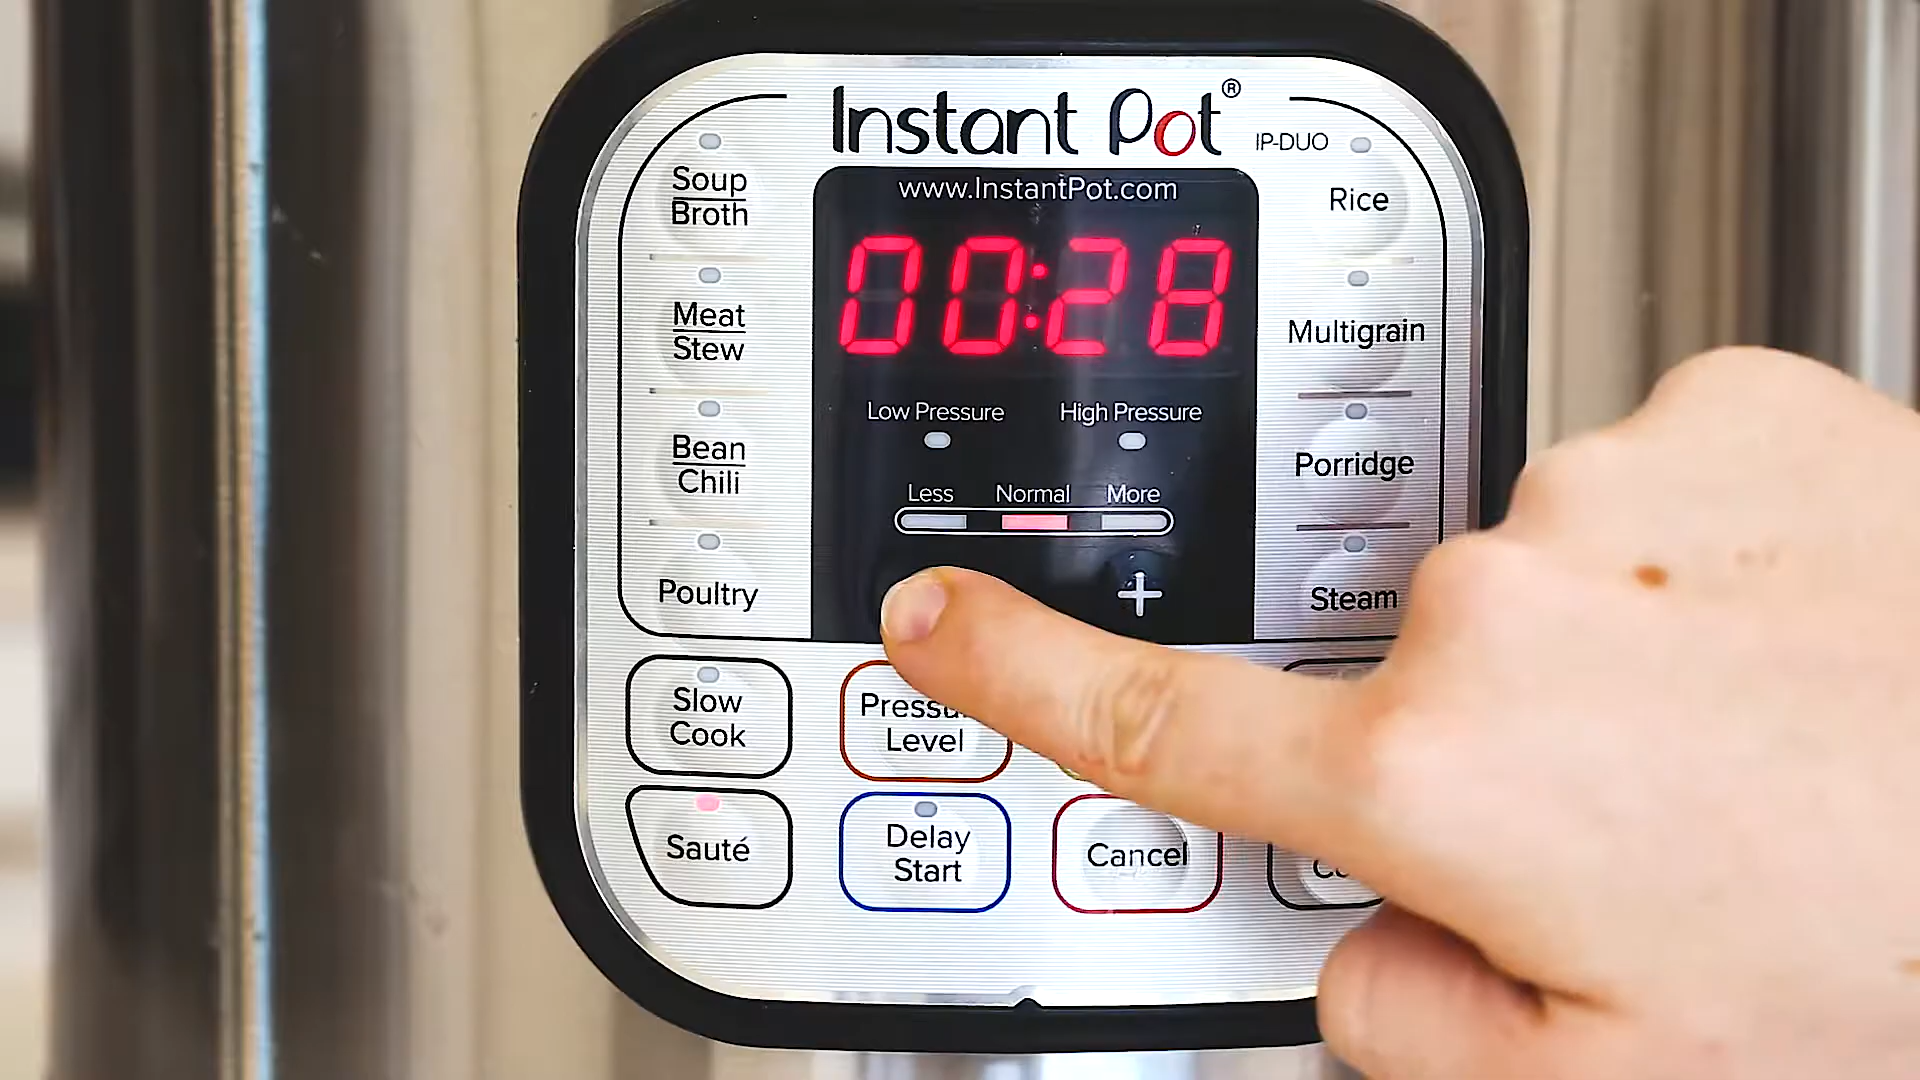 Instant Pot®
IP-DUO
www.InstantPot.com
00:28
Low Pressure
High Pressure
Less
Normal
More
+
Soup
Broth
Meat
Stew
Bean
Chili
Poultry
Rice
Multigrain
Porridge
Steam
Slow
Cook
Level
Sauté
Delay
Start
Cancel